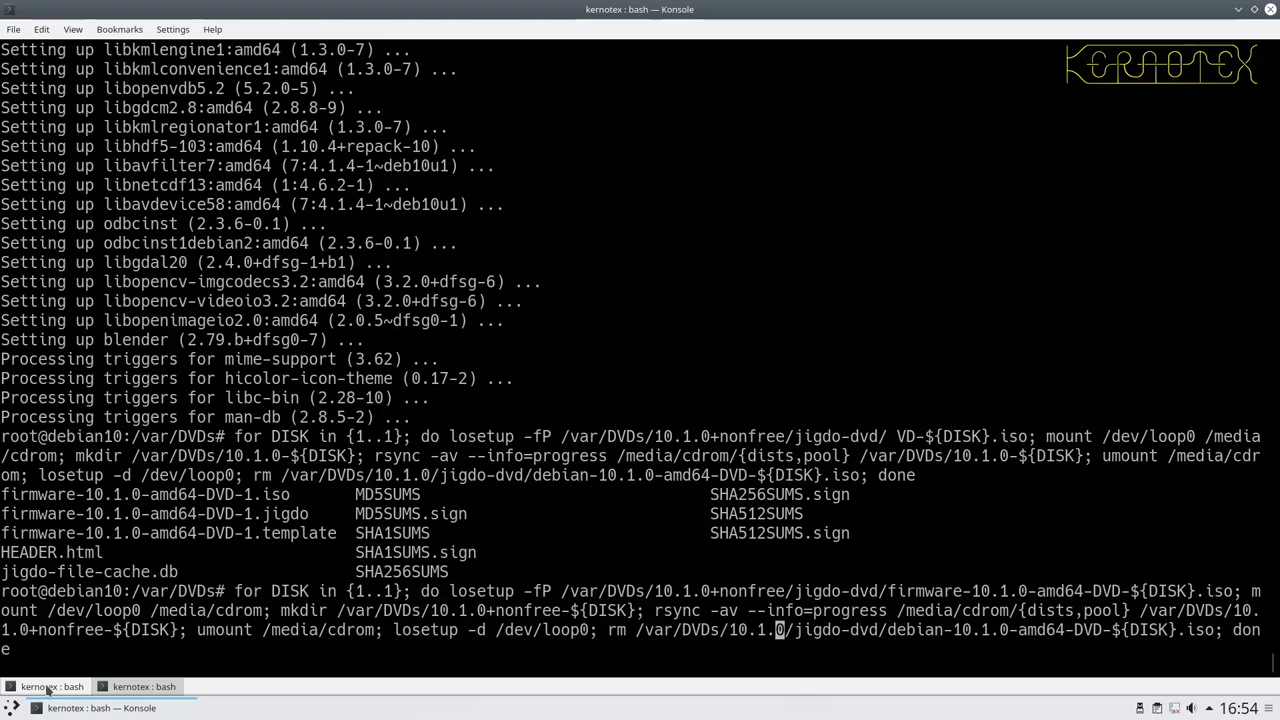 kernotex : bash — Konsole
File Edit View Bookmarks Settings Help
KERNOTEX
Setting up libkmlengine1:amd64 (1.3.0-7) ...
Setting up libkmlconvenience1:amd64 (1.3.0-7) ...
Setting up libopenvdb5.2 (5.2.0-5) ...
Setting up libgdcm2.8:amd64 (2.8.8-9) ...
Setting up libkmlregionator1:amd64 (1.3.0-7) ...
Setting up libhdf5-103:amd64 (1.10.4+repack-10) ...
Setting up libavfilter7:amd64 (7:4.1.4-1~deb10u1) ...
Setting up libnetcdf13:amd64 (1:4.6.2-1) ...
Setting up libavdevice58:amd64 (7:4.1.4-1~deb10u1) ...
Setting up odbcinst (2.3.6-0.1) ...
Setting up odbcinst1debian2:amd64 (2.3.6-0.1) ...
Setting up libgdal20 (2.4.0+dfsg-1+b1) ...
Setting up libopencv-imgcodecs3.2:amd64 (3.2.0+dfsg-6) ...
Setting up libopencv-videoio3.2:amd64 (3.2.0+dfsg-6) ...
Setting up libopenimageio2.0:amd64 (2.0.5~dfsg0-1) ...
Setting up blender (2.79.b+dfsg0-7) ...
Processing triggers for mime-support (3.62) ...
Processing triggers for hicolor-icon-theme (0.17-2) ...
Processing triggers for libc-bin (2.28-10) ...
Processing triggers for man-db (2.8.5-2) ...
root@debian10:/var/DVDs# for DISK in {1..1}; do losetup -fP /var/DVDs/10.1.0+nonfree/jigdo-dvd/ VD-${DISK}.iso; mount /dev/loop0 /media
/cdrom; mkdir /var/DVDs/10.1.0-${DISK}; rsync -av --info=progress /media/cdrom/{dists,pool} /var/DVDs/10.1.0-${DISK}; umount /media/cdr
om; losetup -d /dev/loop0; rm /var/DVDs/10.1.0/jigdo-dvd/debian-10.1.0-amd64-DVD-${DISK}.iso; done
firmware-10.1.0-amd64-DVD-1.iso MD5SUMS SHA256SUMS.sign
firmware-10.1.0-amd64-DVD-1.jigdo MD5SUMS.sign SHA512SUMS
firmware-10.1.0-amd64-DVD-1.template SHA1SUMS SHA512SUMS.sign
HEADER.html SHA1SUMS.sign
jigdo-file-cache.db SHA256SUMS
root@debian10:/var/DVDs# for DISK in {1..1}; do losetup -fP /var/DVDs/10.1.0+nonfree/jigdo-dvd/firmware-10.1.0-amd64-DVD-${DISK}.iso; m
ount /dev/loop0 /media/cdrom; mkdir /var/DVDs/10.1.0+nonfree-${DISK}; rsync -av --info=progress /media/cdrom/{dists,pool} /var/DVDs/10.
1.0+nonfree-${DISK}; umount /media/cdrom; losetup -d /dev/loop0; rm /var/DVDs/10.1.0/jigdo-dvd/debian-10.1.0-amd64-DVD-${DISK}.iso; don
e
kernotex : bash kernotex : bash
kernotex : bash — Konsole 16:54